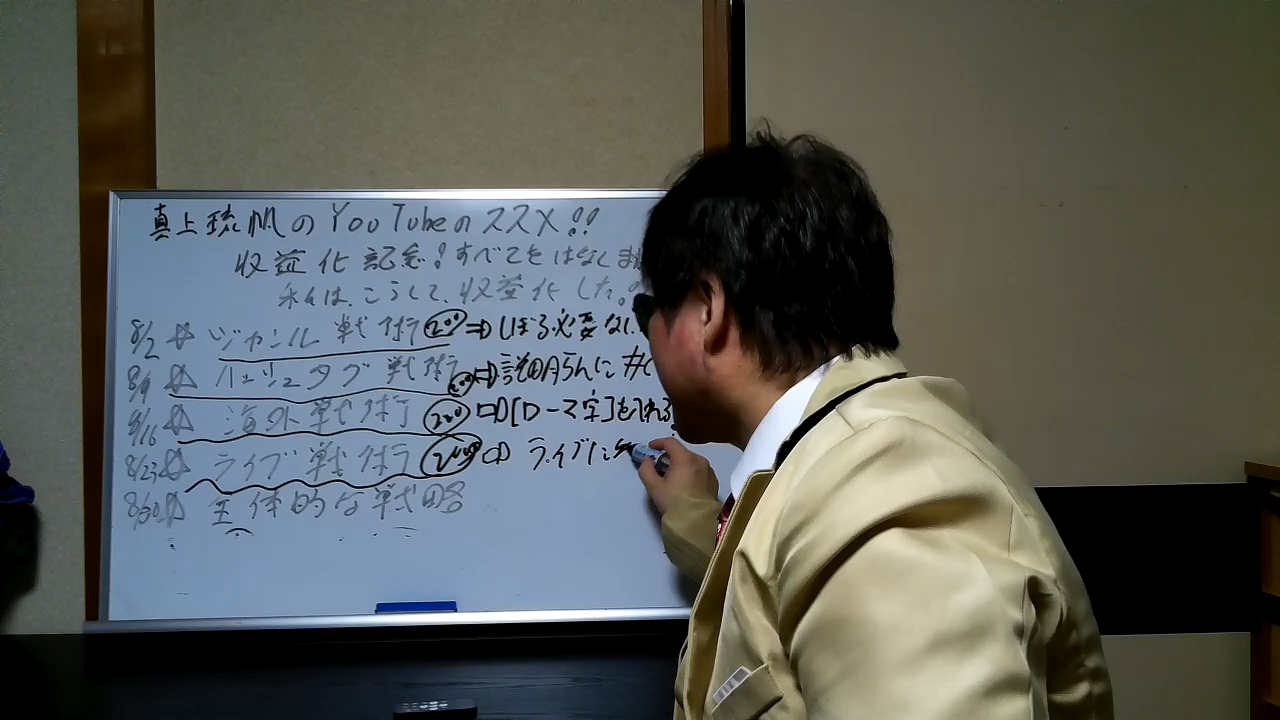 真上琉帆のYouTubeのススメ!!
収益化記念!すべてをはなしま
私は、こうして、収益化した。
8/2 ☆ ジャンル戦術 200 ⇒ しぼる必要ない
8/9 ☆ ハッシュタグ戦術 ⇒ 説明らんに
8/16 ☆ 海外戦術 200 ⇒ [ローマ字]を入れる
8/23 ☆ ライブ戦術 200 ⇒ ライブに
8/30 ☆ 全体的な戦略